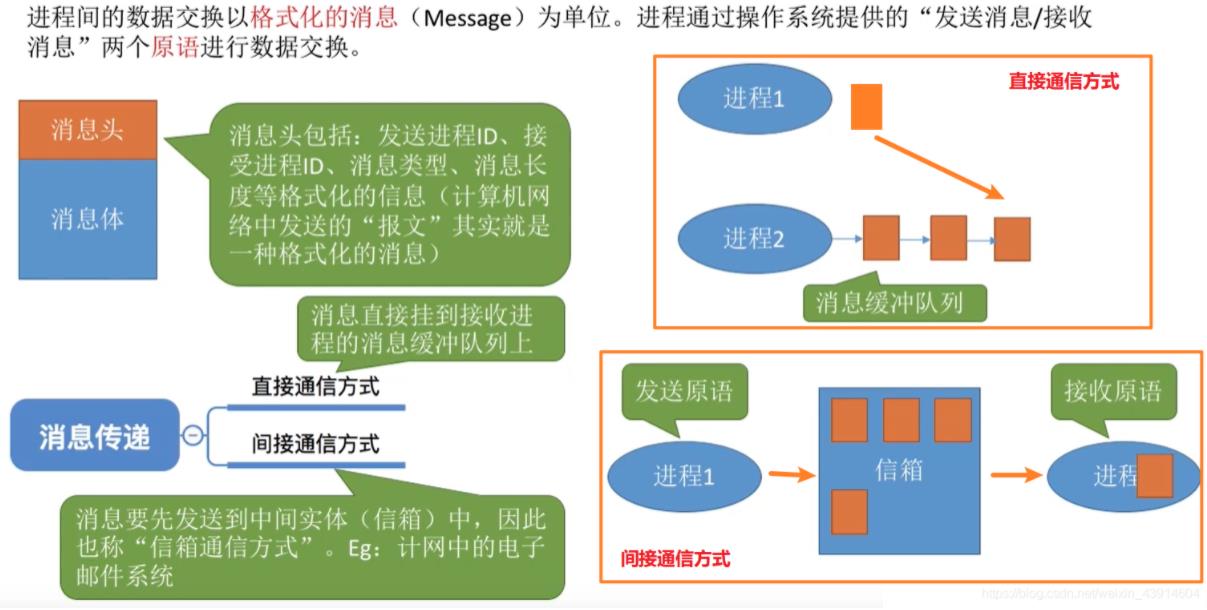 进程间的数据交换以格式化的消息（Message）为单位。进程通过操作系统提供的“发送消息/接收
消息”两个原语进行数据交换。
消息头
消息体
消息头包括：发送进程ID、接
受进程ID、消息类型、消息长
度等格式化的信息（计算机网
络中发送的“报文”其实就是
一种格式化的消息）
消息直接挂到接收进
程的消息缓冲队列上
消息传递
直接通信方式
间接通信方式
消息要先发送到中间实体（信箱）中，因此
也称“信箱通信方式”。Eg：计网中的电子
邮件系统
直接通信方式
进程1
进程2
消息缓冲队列
发送原语
接收原语
进程1
信箱
进程
间接通信方式
https://blog.csdn.net/weixin_43914604